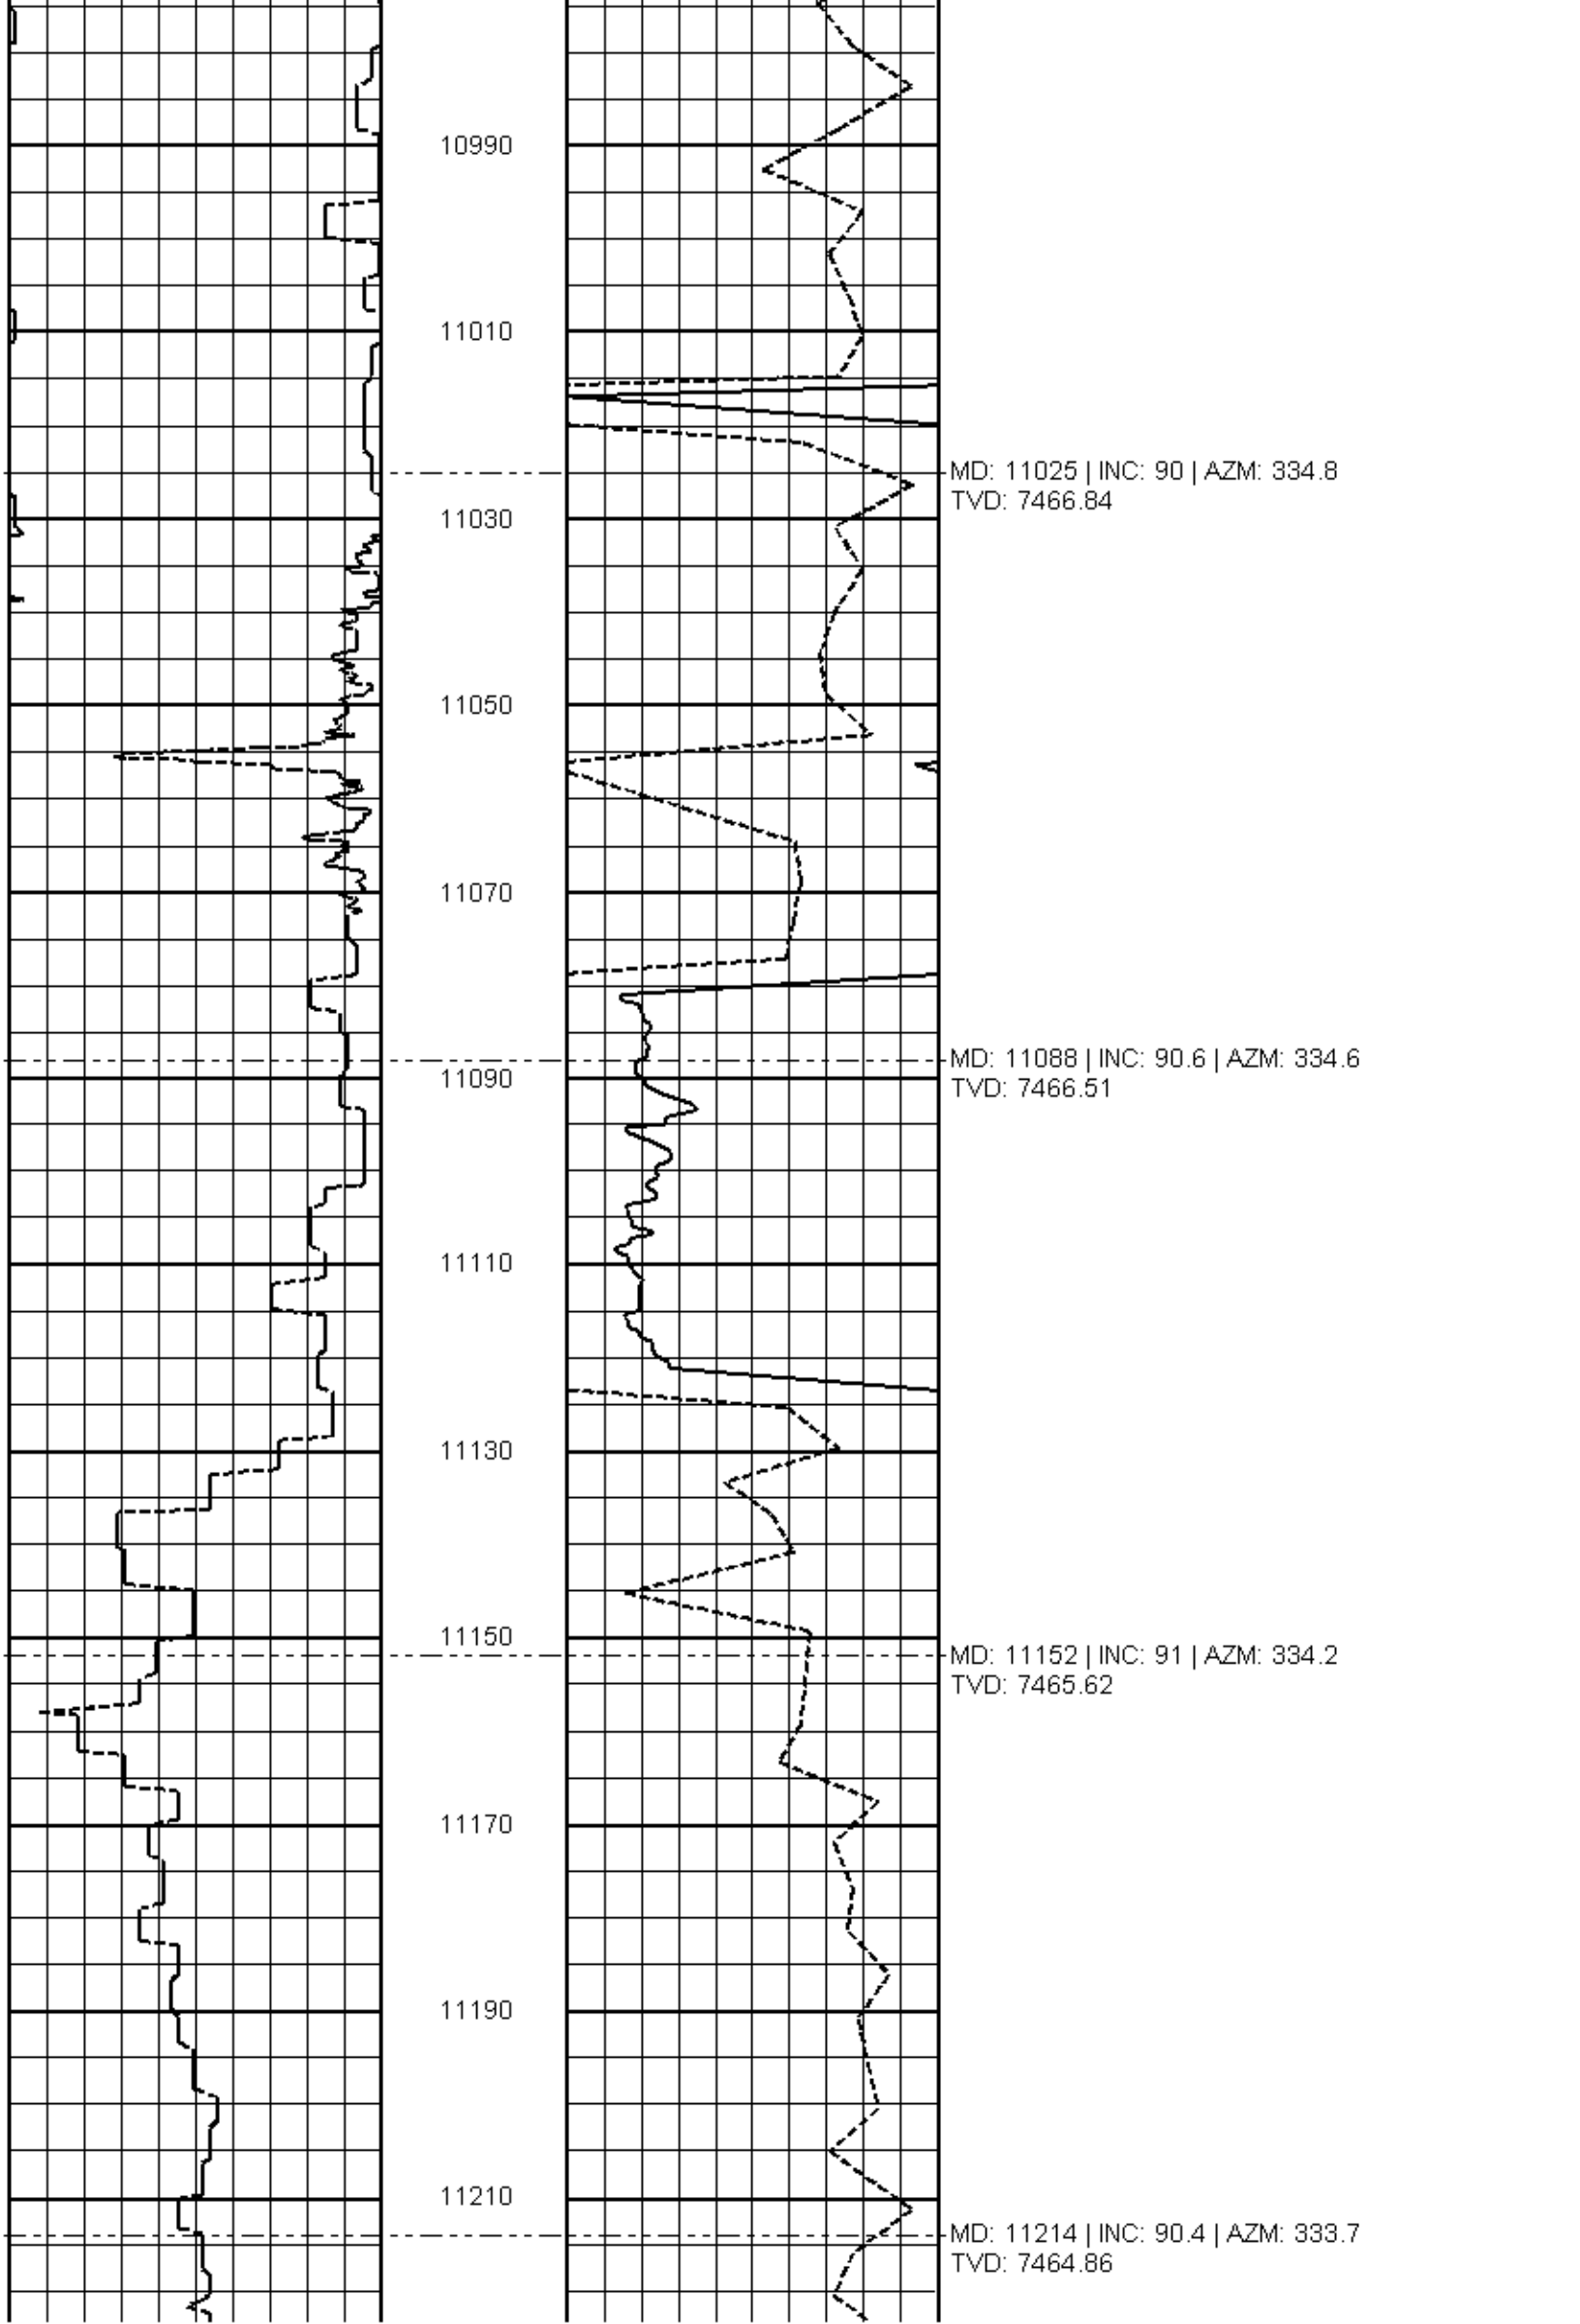 10990
11010
MD: 11025 | INC: 90 | AZM: 334.8
TVD: 7466.84
11030
11050
11070
MD: 11088 | INC: 90.6 | AZM: 334.6
11090
TVD: 7466.51
11110
11130
11150
MD: 11152 | INC: 91 | AZM: 334.2
TVD: 7465.62
11170
11190
11210
MD: 11214 | INC: 90.4 | AZM: 333.7
TVD: 7464.86